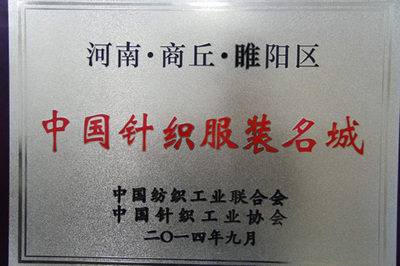 河南·商丘·睢阳区
中国针织服装名城
中国纺织工业联合会
中国针织工业协会
二〇一四年九月